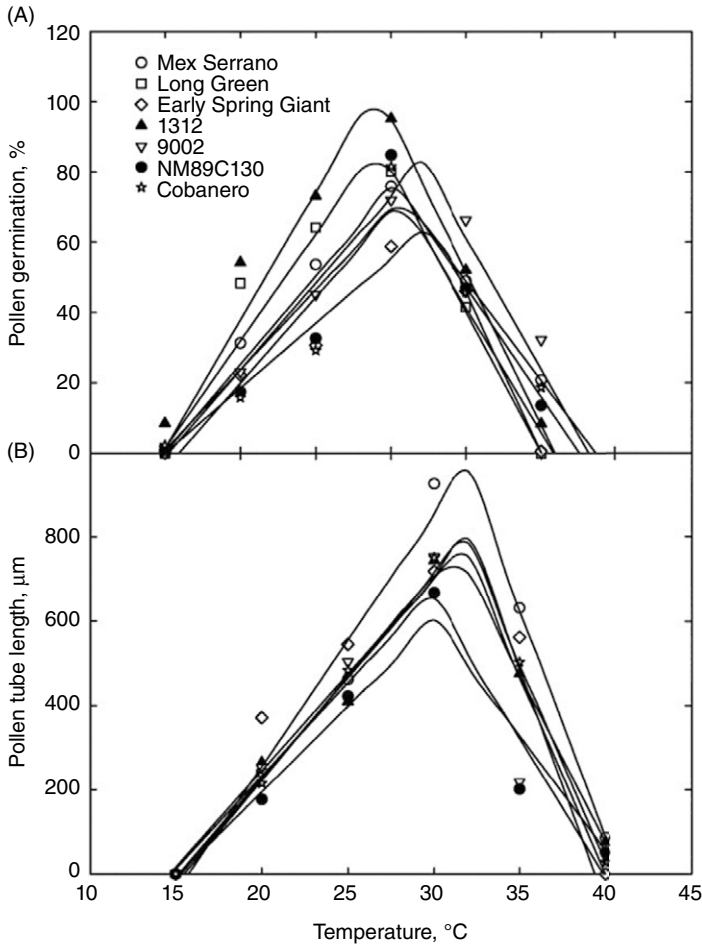 (A)
120
100
80
60
40
20
0
Pollen germination, %
Mex Serrano
Long Green
Early Spring Giant
1312
9002
NM89C130
Cobanero
(B)
800
600
400
200
0
Pollen tube length, μm
10 15 20 25 30 35 40 45
Temperature, °C